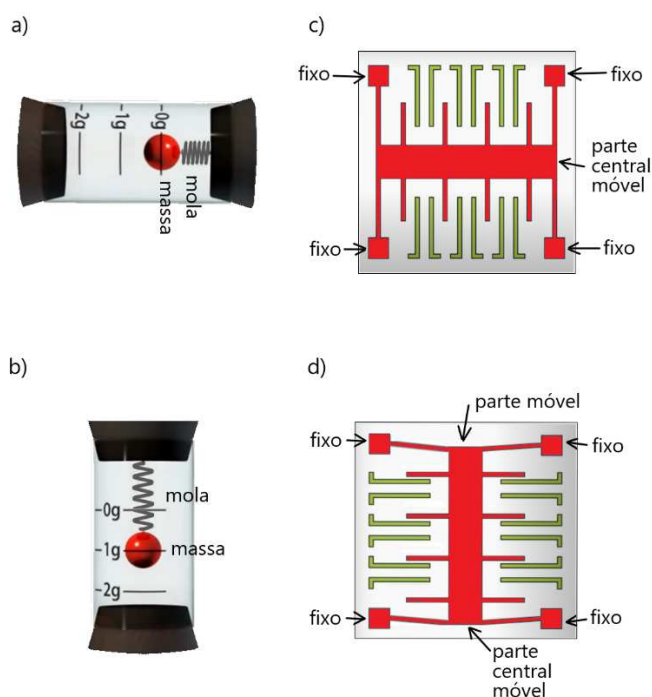 a)
-2g
-1g
-0g
massa
mola
c)
fixo
fixo
parte
central
móvel
fixo
fixo
b)
mola
-0g
-1g
massa
-2g
d)
parte móvel
fixo
fixo
fixo
fixo
parte
central
móvel